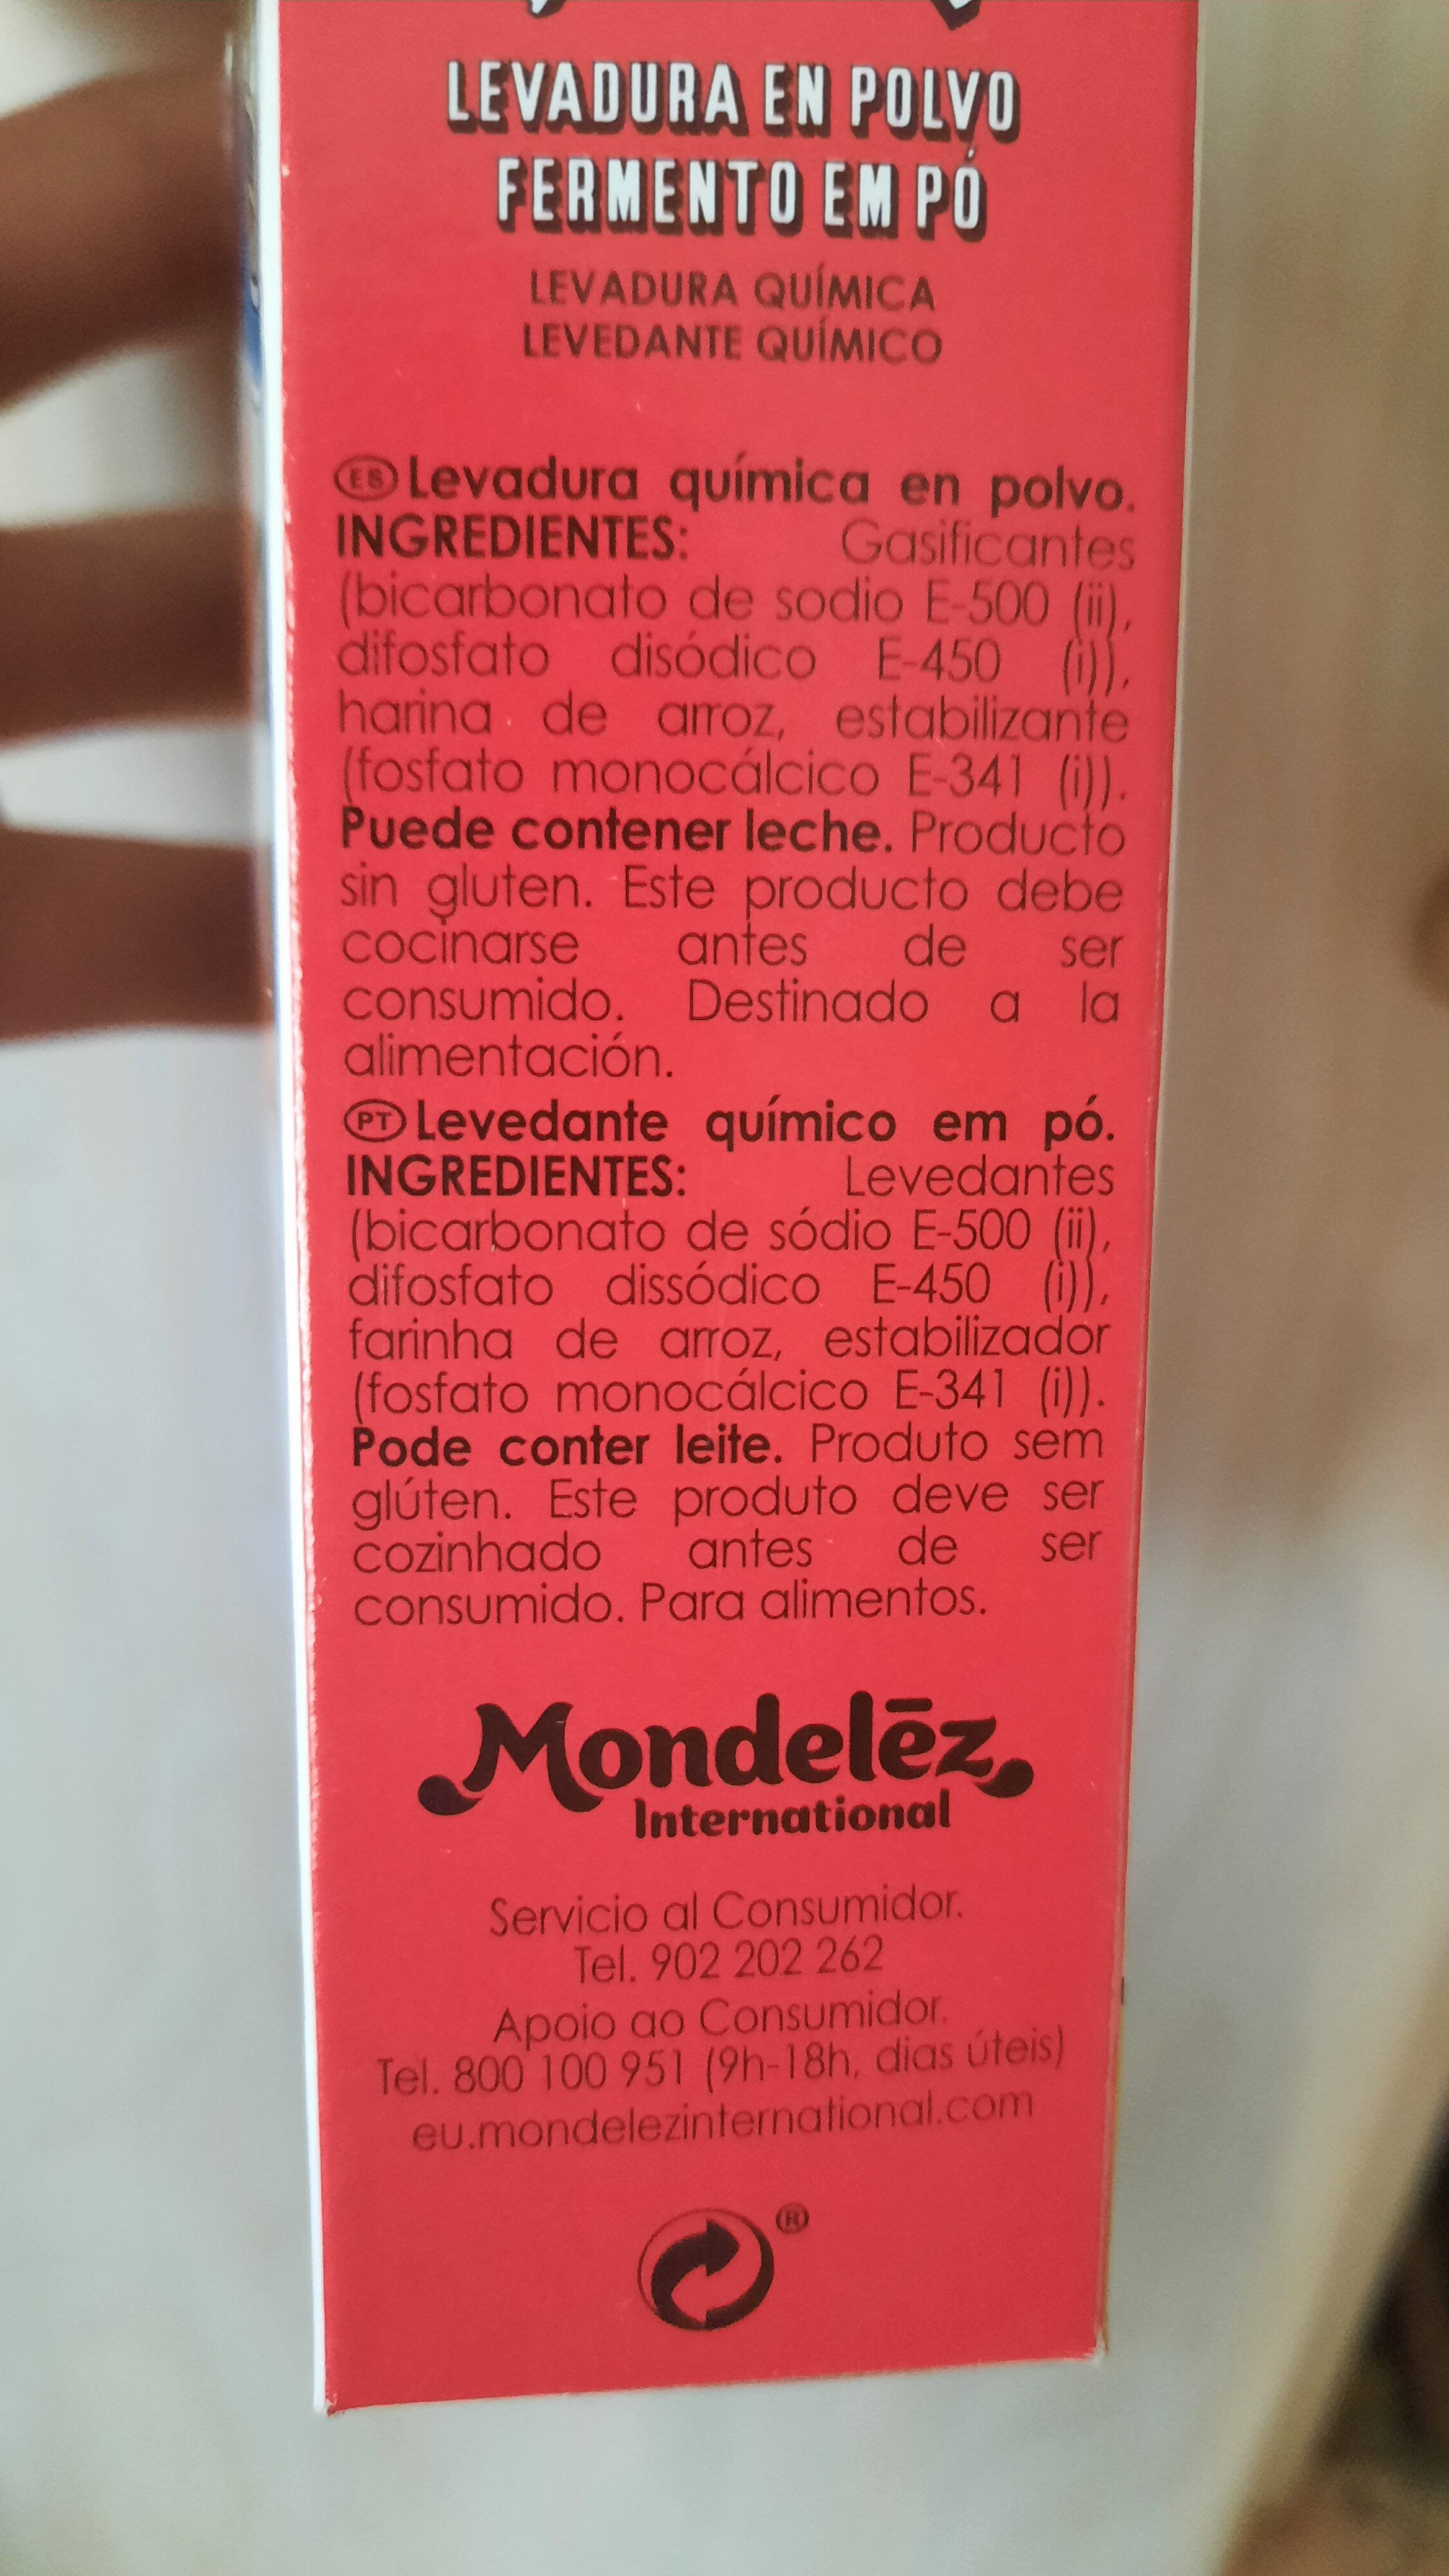 LEVADURA EN POLVO
FERMENTO EM PÓ
LEVADURA QUÍMICA
LEVEDANTE QUÍMICO
ES Levadura química en polvo.
INGREDIENTES: Gasificantes
(bicarbonato de sodio E-500 (ii),
difosfato disódico E-450 (i)),
harina de arroz, estabilizante
(fosfato monocálcico E-341 (i)).
Puede contener leche. Producto
sin gluten. Este producto debe
cocinarse antes de ser
consumido. Destinado a la
alimentación.
PT Levedante químico em pó.
INGREDIENTES: Levedantes
(bicarbonato de sódio E-500 (ii),
difosfato dissódico E-450 (i)),
farinha de arroz, estabilizador
(fosfato monocálcico E-341 (i)).
Pode conter leite. Produto sem
glúten. Este produto deve ser
cozinhado antes de ser
consumido. Para alimentos.
Mondelēz
International
Servicio al Consumidor.
Tel. 902 202 262
Apoio ao Consumidor.
Tel. 800 100 951 (9h-18h, dias úteis)
eu.mondelezinternational.com
®